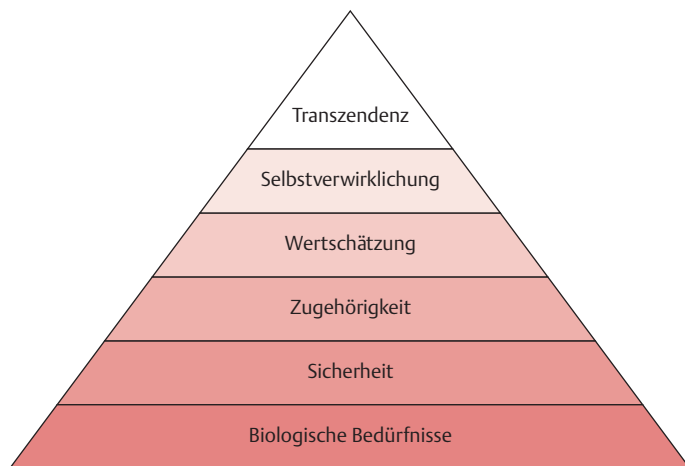 Transzendenz
Selbstverwirklichung
Wertschätzung
Zugehörigkeit
Sicherheit
Biologische Bedürfnisse